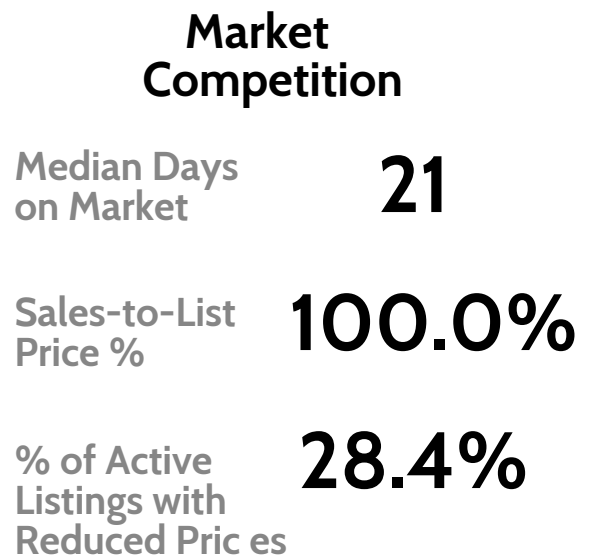 Market
Competition
Median Days
on Market
21
Sales-to-List
Price %
100.0%
% of Active
Listings with
Reduced Pric es
28.4%